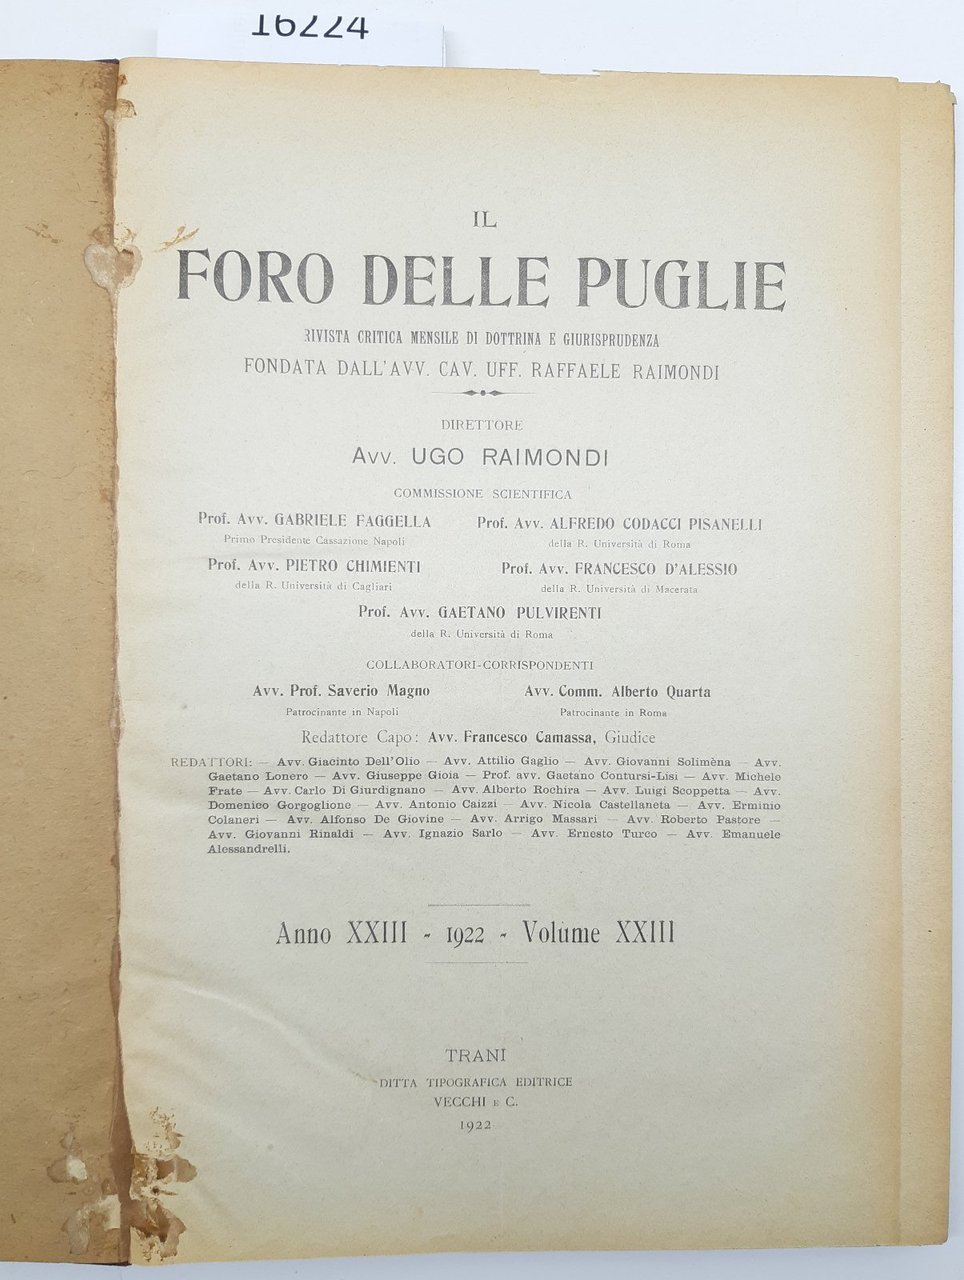 16224
IL
FORO DELLE PUGLIE
RIVISTA CRITICA MENSILE DI DOTTRINA E GIURISPRUDENZA
FONDATA DALL'AVV. CAV. UFF. RAFFAELE RAIMONDI
DIRETTORE
Avv. UGO RAIMONDI
COMMISSIONE SCIENTIFICA
Prof. Avv. GABRIELE FAGGELLA Prof. Avv. ALFREDO CODACCI PISANELLI
Primo Presidente Cassazione Napoli della R. Università di Roma
Prof. Avv. PIETRO CHIMIENTI Prof. Avv. FRANCESCO D'ALESSIO
della R. Università di Cagliari della R. Università di Macerata
Prof. Avv. GAETANO PULVIRENTI
della R. Università di Roma
COLLABORATORI-CORRISPONDENTI
Avv. Prof. Saverio Magno Avv. Comm. Alberto Quarta
Patrocinante in Napoli Patrocinante in Roma
Redattore Capo: Avv. Francesco Camassa, Giudice
REDATTORI: — Avv. Giacinto Dell'Olio — Avv. Attilio Gaglio — Avv. Giovanni Solimèna — Avv.
Gaetano Lonero — Avv. Giuseppe Gioia — Prof. avv. Gaetano Contursi-Lisi — Avv. Michele
Frate — Avv. Carlo Di Giurdignano — Avv. Alberto Rochira — Avv. Luigi Scoppetta — Avv.
Domenico Gorgoglione — Avv. Antonio Caizzi — Avv. Nicola Castellaneta — Avv. Erminio
Colaneri — Avv. Alfonso De Giovine — Avv. Arrigo Massari — Avv. Roberto Pastore —
Avv. Giovanni Rinaldi — Avv. Ignazio Sarlo — Avv. Ernesto Turco — Avv. Emanuele
Alessandrelli.
Anno XXIII - 1922 - Volume XXIII
TRANI
DITTA TIPOGRAFICA EDITRICE
VECCHI E C.
1922